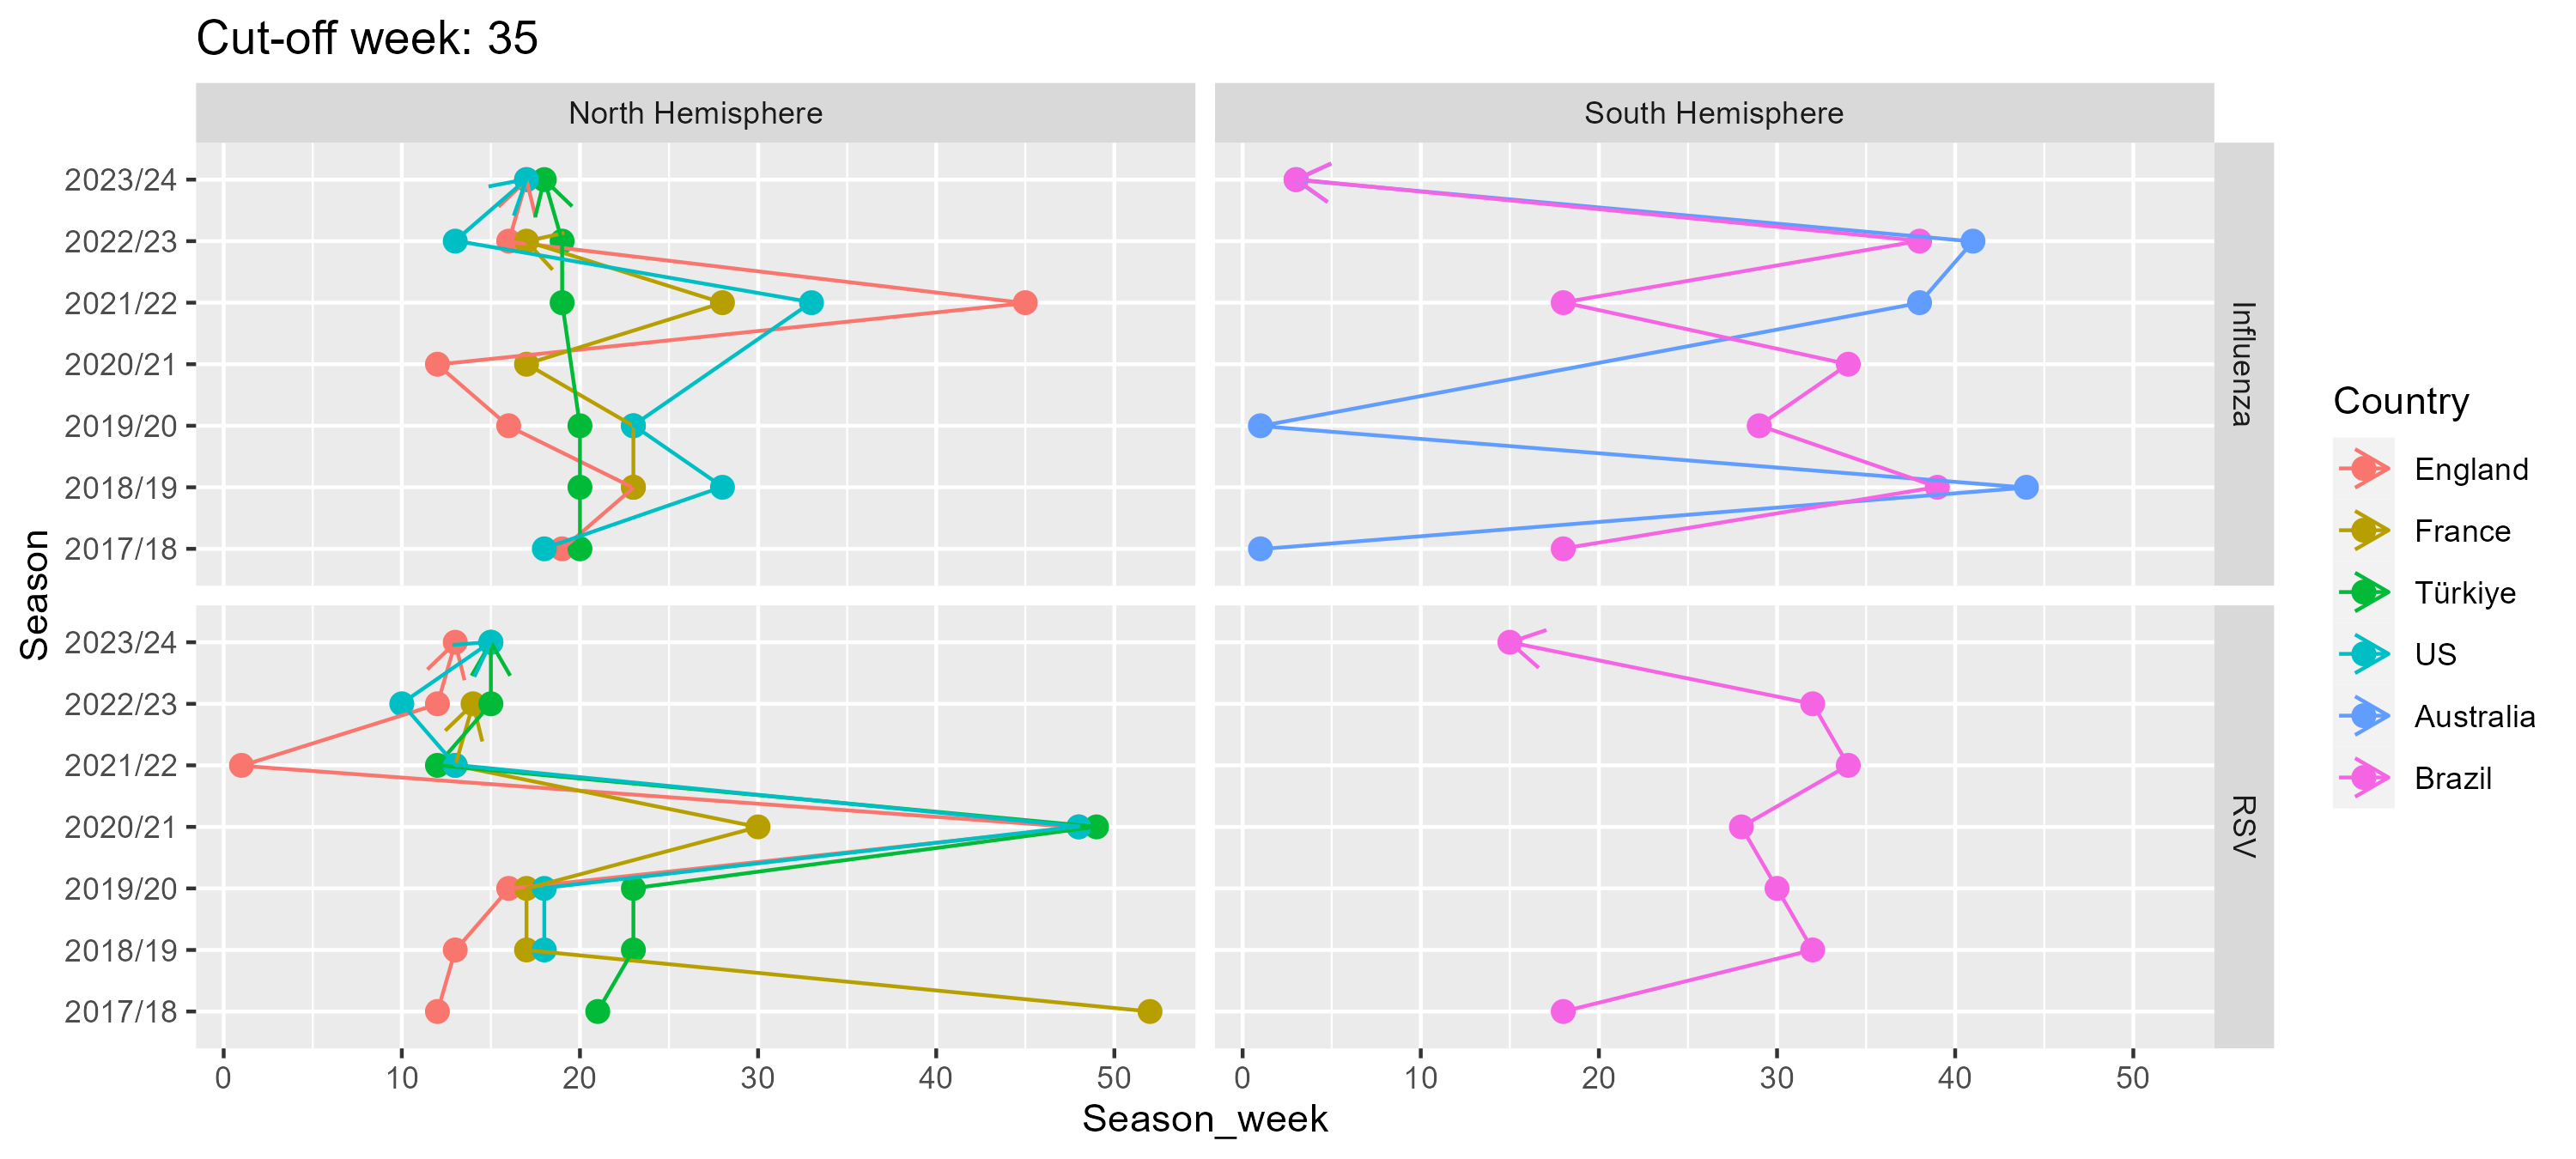 Cut-off week: 35
North Hemisphere
South Hemisphere
2023/24
2022/23
2021/22
2020/21
2019/20
2018/19
2017/18
Influenza
2023/24
2022/23
2021/22
2020/21
2019/20
2018/19
2017/18
RSV
Season
0 10 20 30 40 50
0 10 20 30 40 50
Season_week
Country
England
France
Türkiye
US
Australia
Brazil